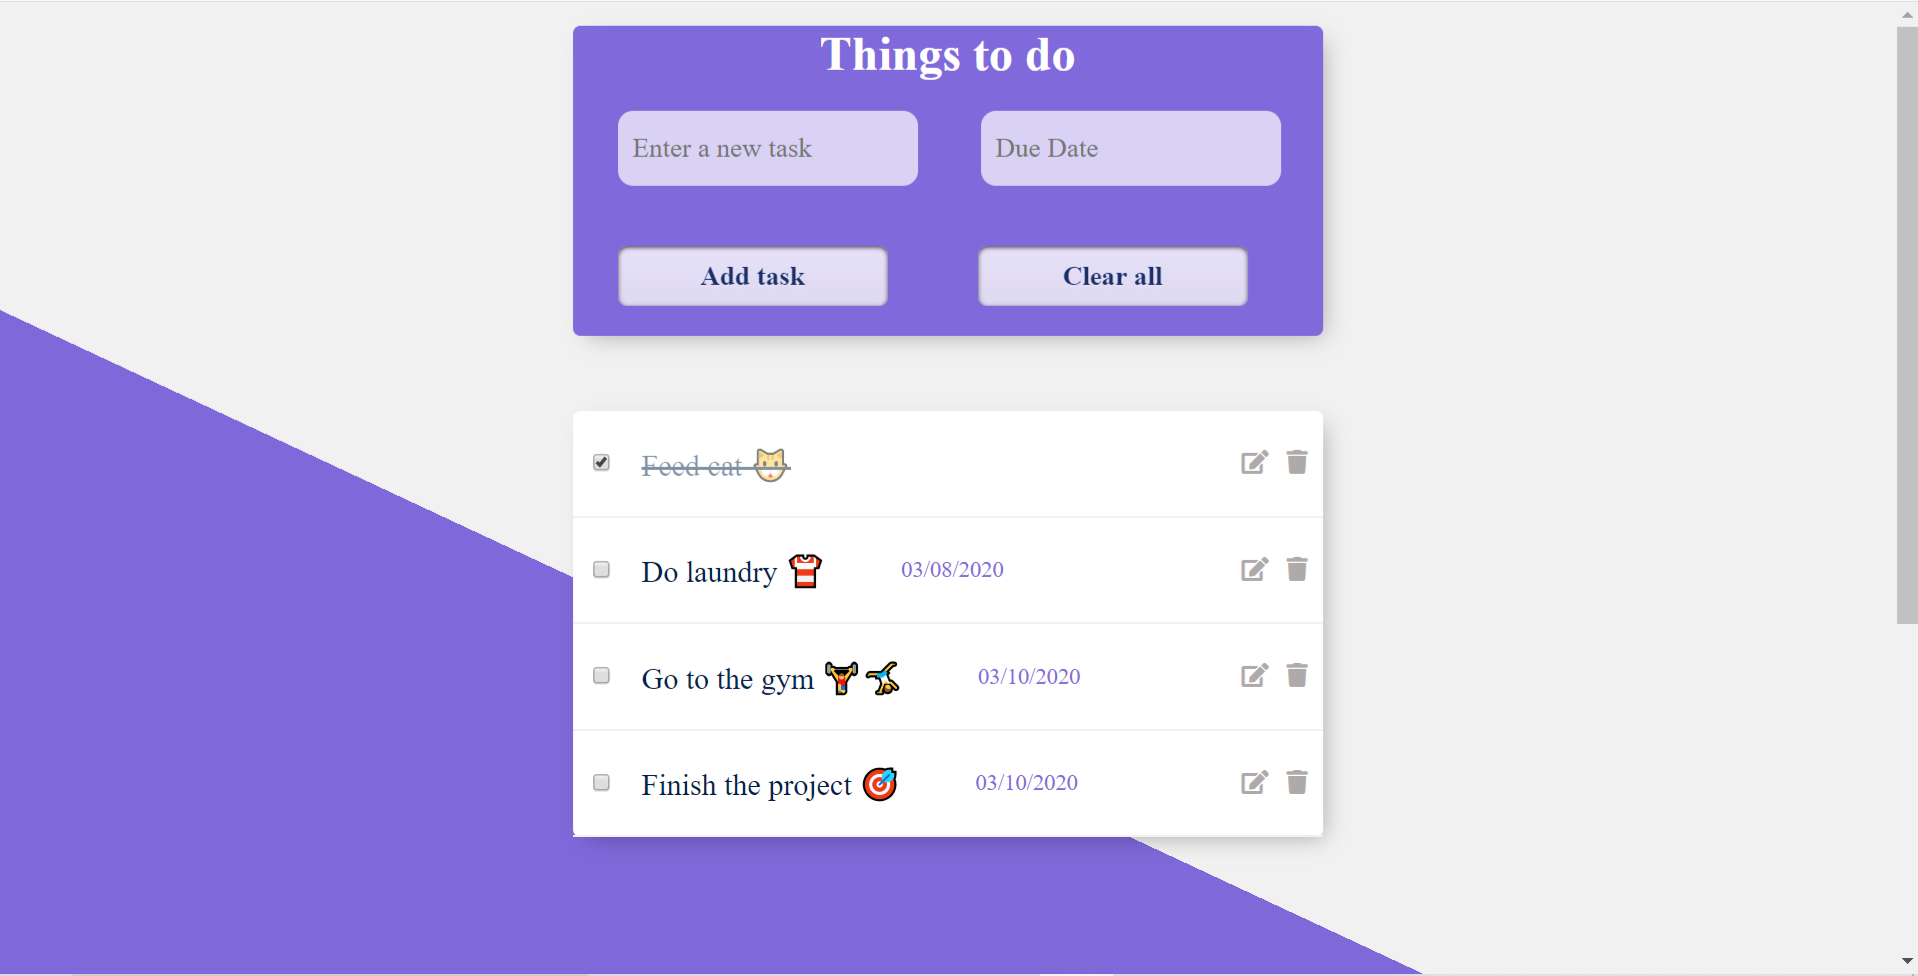 Things to do
Enter a new task
Due Date
Add task
Clear all
Feed cat
Do laundry
03/08/2020
Go to the gym
03/10/2020
Finish the project
03/10/2020